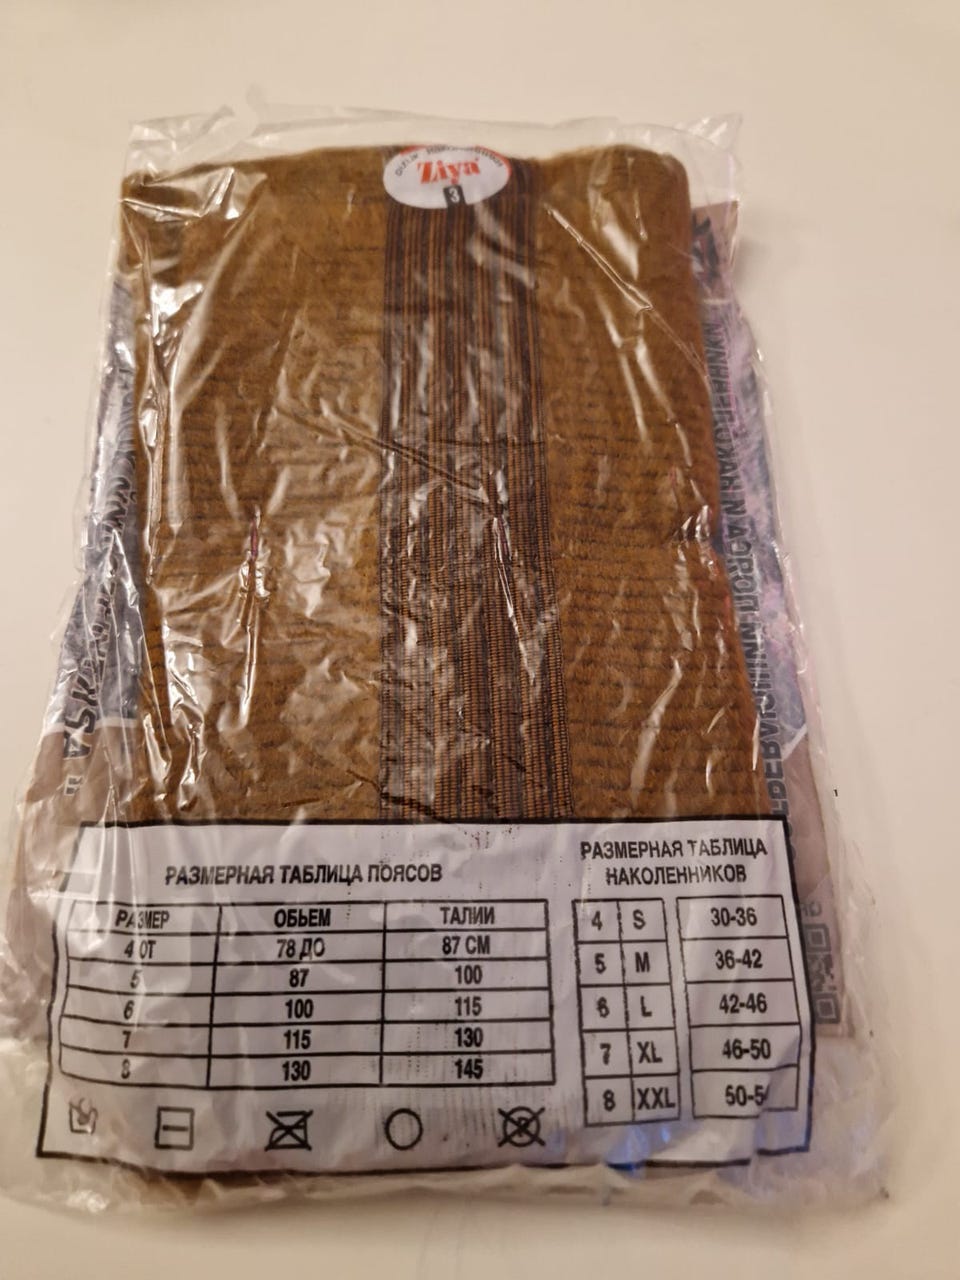 Ziya
3
РАЗМЕРНАЯ ТАБЛИЦА ПОЯСОВ
РАЗМЕР ОБЬЕМ ТАЛИИ
4 ОТ 78 ДО 87 СМ
5 87 100
6 100 115
7 115 130
8 130 145
РАЗМЕРНАЯ ТАБЛИЦА
НАКОЛЕННИКОВ
4 S 30-36
5 M 36-42
6 L 42-46
7 XL 46-50
8 XXL